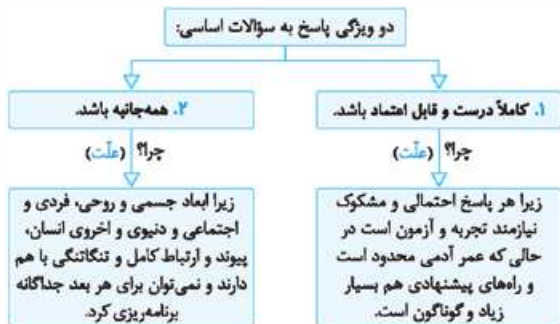 دو ویژگی پاسخ به سؤالات اساسی:
۱. کاملاً درست و قابل اعتماد باشد.
چرا؟ (علّت)
زیرا هر پاسخ احتمالی و مشکوک
نیازمند تجربه و آزمون است در
حالی که عمر آدمی محدود است
و راه‌های پیشنهادی هم بسیار
زیاد و گوناگون است.
۲. همه‌جانبه باشد.
چرا؟ (علّت)
زیرا ابعاد جسمی و روحی، فردی و
اجتماعی و دنیوی و اخروی انسان،
پیوند و ارتباط کامل و تنگاتنگی با هم
دارند و نمی‌توان برای هر بعد جداگانه
برنامه‌ریزی کرد.